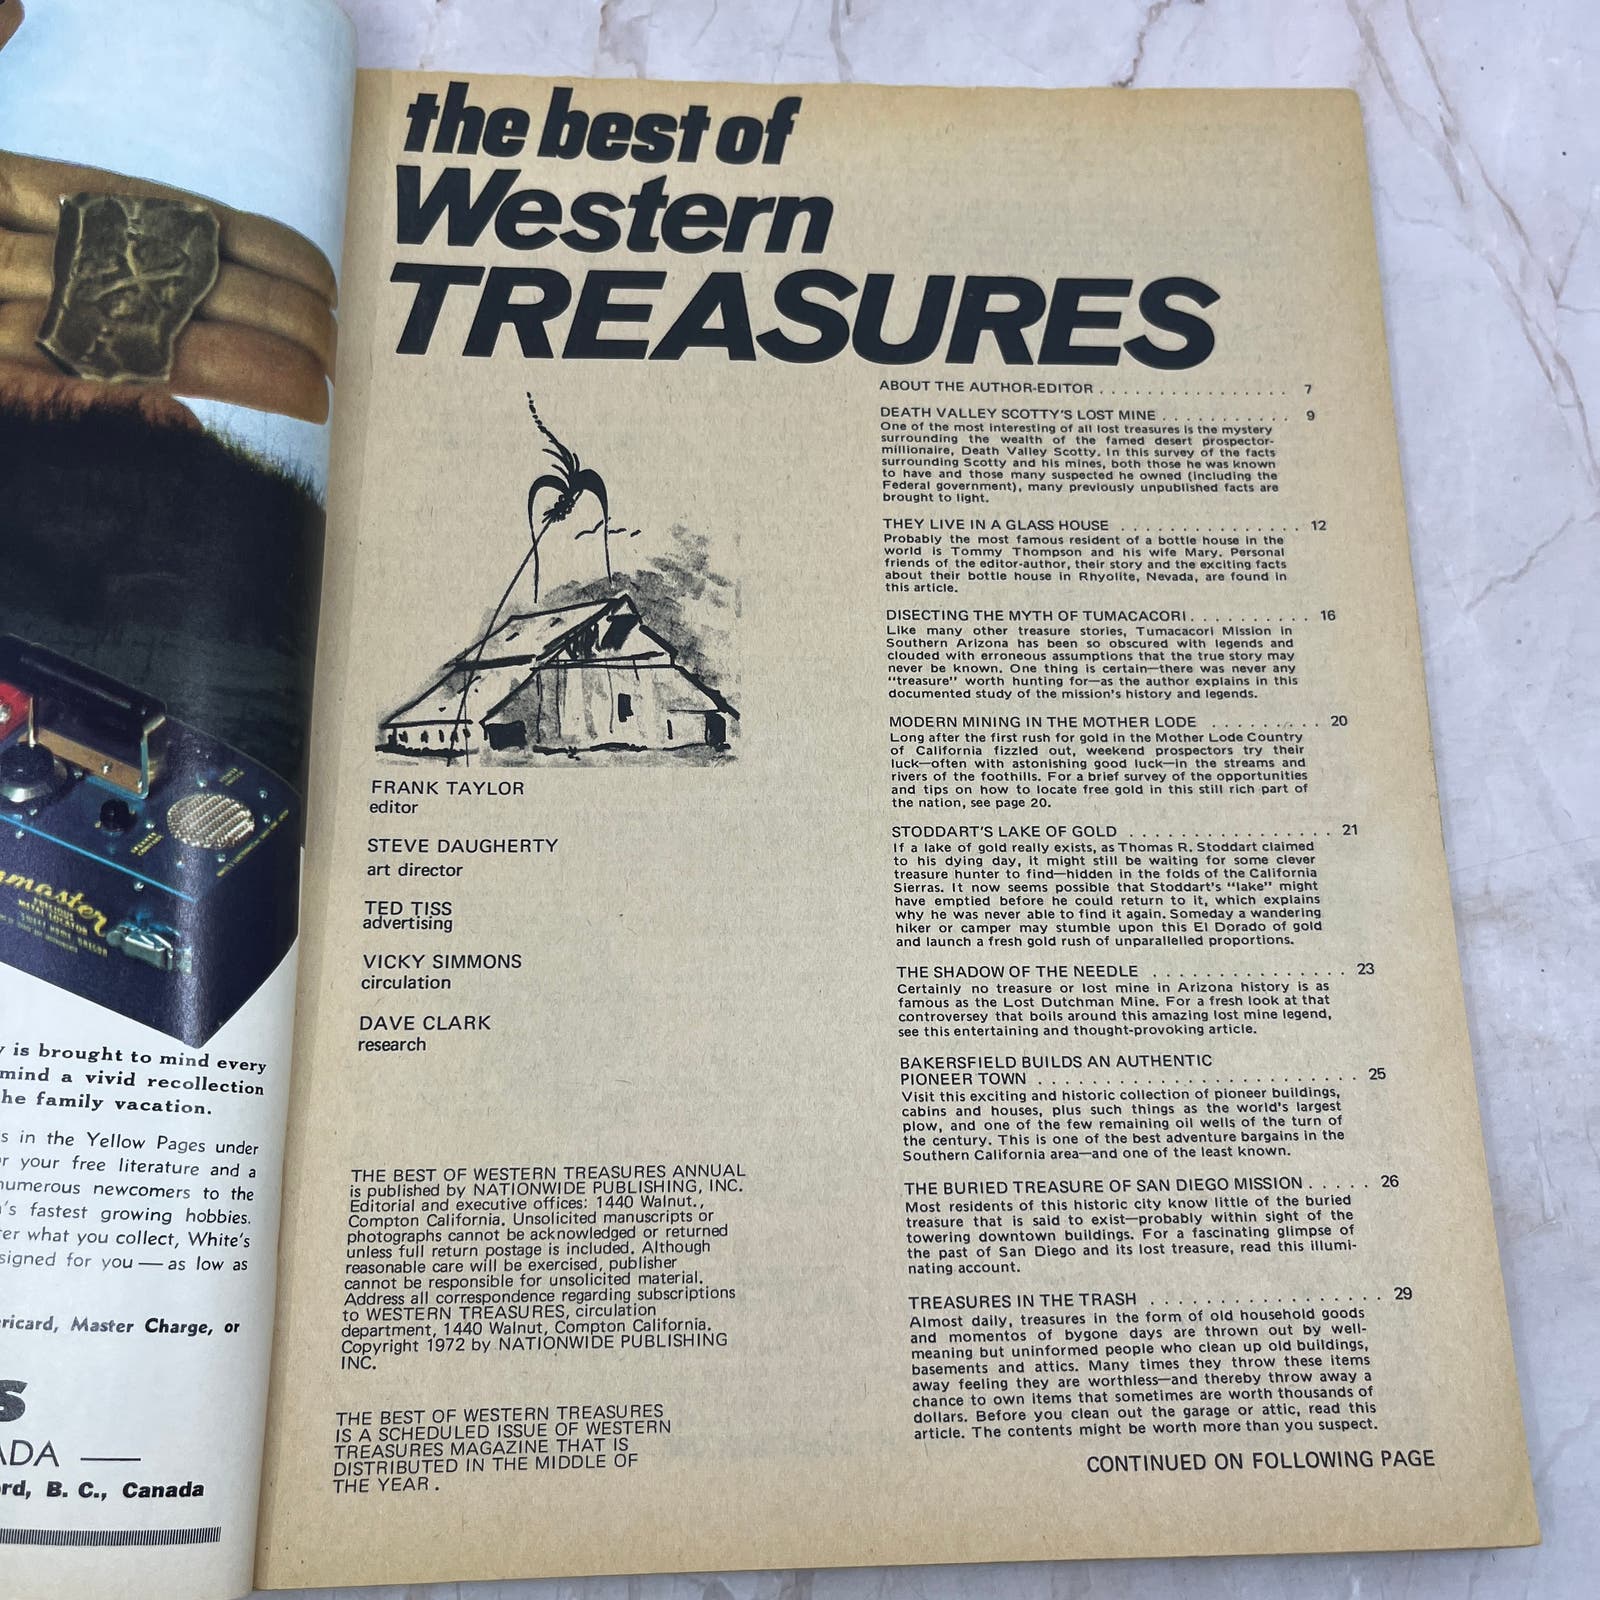 the best of
Western
TREASURES
FRANK TAYLOR
editor
STEVE DAUGHERTY
art director
TED TISS
advertising
VICKY SIMMONS
circulation
DAVE CLARK
research
THE BEST OF WESTERN TREASURES ANNUAL
is published by NATIONWIDE PUBLISHING, INC.
Editorial and executive offices: 1440 Walnut.,
Compton California. Unsolicited manuscripts or
photographs cannot be acknowledged or returned
unless full return postage is included. Although
reasonable care will be exercised, publisher
cannot be responsible for unsolicited material.
Address all correspondence regarding subscriptions
to WESTERN TREASURES, circulation
department, 1440 Walnut, Compton California.
Copyright 1972 by NATIONWIDE PUBLISHING
INC.
THE BEST OF WESTERN TREASURES
IS A SCHEDULED ISSUE OF WESTERN
TREASURES MAGAZINE THAT IS
DISTRIBUTED IN THE MIDDLE OF
THE YEAR.
ABOUT THE AUTHOR-EDITOR . . . . . . . . . . . . . . . . 7
DEATH VALLEY SCOTTY'S LOST MINE . . . . . . . . . . . 9
One of the most interesting of all lost treasures is the mystery
surrounding the wealth of the famed desert prospector-
millionaire, Death Valley Scotty. In this survey of the facts
surrounding Scotty and his mines, both those he was known
to have and those many suspected he owned (including the
Federal government), many previously unpublished facts are
brought to light.
THEY LIVE IN A GLASS HOUSE . . . . . . . . . . . . . . . 12
Probably the most famous resident of a bottle house in the
world is Tommy Thompson and his wife Mary. Personal
friends of the editor-author, their story and the exciting facts
about their bottle house in Rhyolite, Nevada, are found in
this article.
DISECTING THE MYTH OF TUMACACORI . . . . . . . . . . 16
Like many other treasure stories, Tumacacori Mission in
Southern Arizona has been so obscured with legends and
clouded with erroneous assumptions that the true story may
never be known. One thing is certain—there was never any
"treasure" worth hunting for—as the author explains in this
documented study of the mission's history and legends.
MODERN MINING IN THE MOTHER LODE . . . . . . . . . 20
Long after the first rush for gold in the Mother Lode Country
of California fizzled out, weekend prospectors try their
luck—often with astonishing good luck—in the streams and
rivers of the foothills. For a brief survey of the opportunities
and tips on how to locate free gold in this still rich part of
the nation, see page 20.
STODDART'S LAKE OF GOLD . . . . . . . . . . . . . . . . 21
If a lake of gold really exists, as Thomas R. Stoddart claimed
to his dying day, it might still be waiting for some clever
treasure hunter to find—hidden in the folds of the California
Sierras. It now seems possible that Stoddart's "lake" might
have emptied before he could return to it, which explains
why he was never able to find it again. Someday a wandering
hiker or camper may stumble upon this El Dorado of gold
and launch a fresh gold rush of unparallelled proportions.
THE SHADOW OF THE NEEDLE . . . . . . . . . . . . . . . 23
Certainly no treasure or lost mine in Arizona history is as
famous as the Lost Dutchman Mine. For a fresh look at that
controversy that boils around this amazing lost mine legend,
see this entertaining and thought-provoking article.
BAKERSFIELD BUILDS AN AUTHENTIC
PIONEER TOWN . . . . . . . . . . . . . . . . . . . . . . . . 25
Visit this exciting and historic collection of pioneer buildings,
cabins and houses, plus such things as the world's largest
plow, and one of the few remaining oil wells of the turn of
the century. This is one of the best adventure bargains in the
Southern California area—and one of the least known.
THE BURIED TREASURE OF SAN DIEGO MISSION . . . . . 26
Most residents of this historic city know little of the buried
treasure that is said to exist—probably within sight of the
towering downtown buildings. For a fascinating glimpse of
the past of San Diego and its lost treasure, read this illumi-
nating account.
TREASURES IN THE TRASH . . . . . . . . . . . . . . . . . . 29
Almost daily, treasures in the form of old household goods
and momentos of bygone days are thrown out by well-
meaning but uninformed people who clean up old buildings,
basements and attics. Many times they throw these items
away feeling they are worthless—and thereby throw away a
chance to own items that sometimes are worth thousands of
dollars. Before you clean out the garage or attic, read this
article. The contents might be worth more than you suspect.
CONTINUED ON FOLLOWING PAGE
master
PRECIOUS
METAL LOCATOR
SWEET HOME, OREGON
is brought to mind every
mind a vivid recollection
he family vacation.
in the Yellow Pages under
your free literature and a
numerous newcomers to the
's fastest growing hobbies.
what you collect, White's
signed for you — as low as
ricard, Master Charge, or
ADA —
rd, B. C., Canada